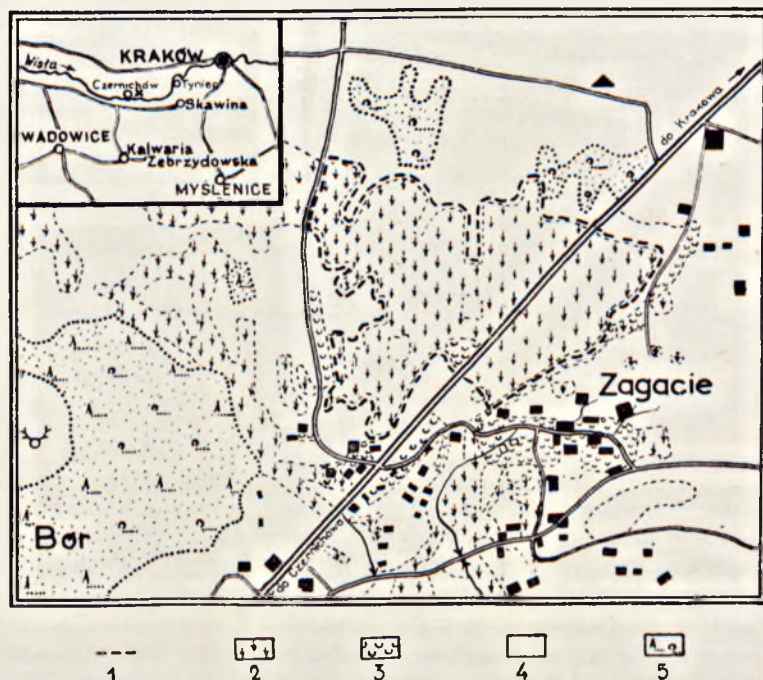 KRAKÓW
Wisła
Czernichów
Tyniec
Skawina
WADOWICE
Kalwaria
Zebrzydowska
MYŚLENICE
do Krakowa
Zagacie
Bór
do Czernichowa
1 2 3 4 5